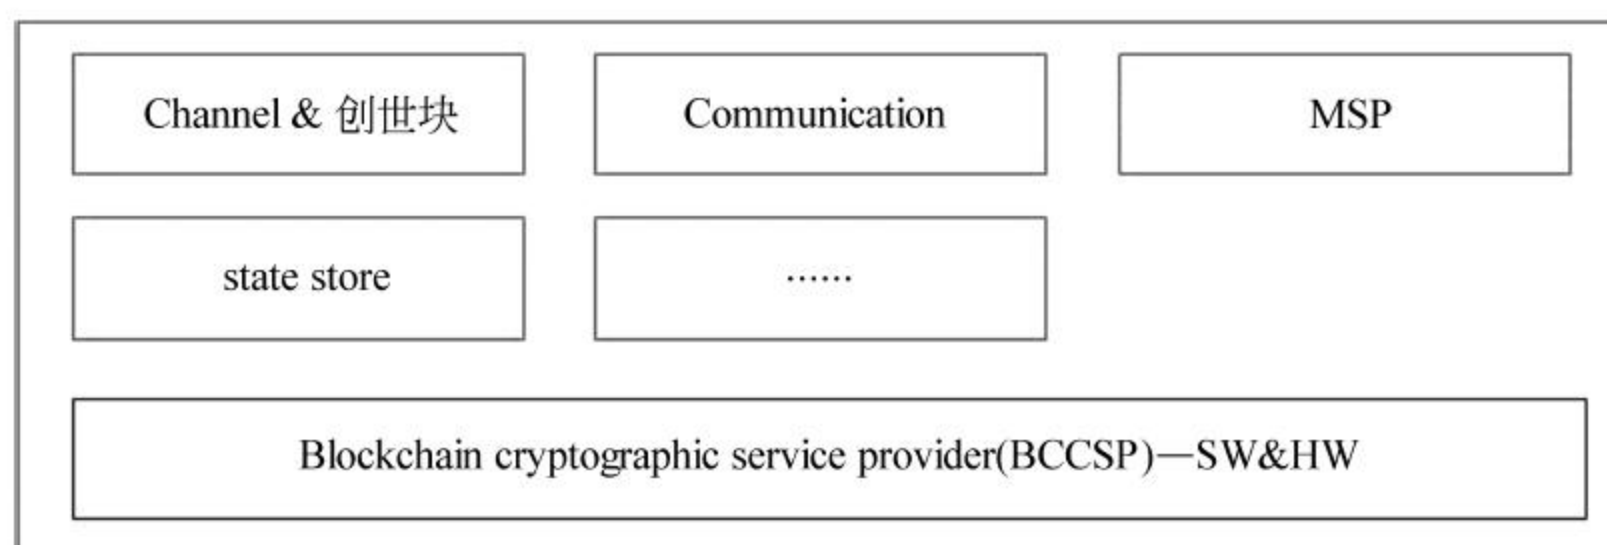 Channel & 创世块
Communication
MSP
state store
······
Blockchain cryptographic service provider(BCCSP)—SW&HW